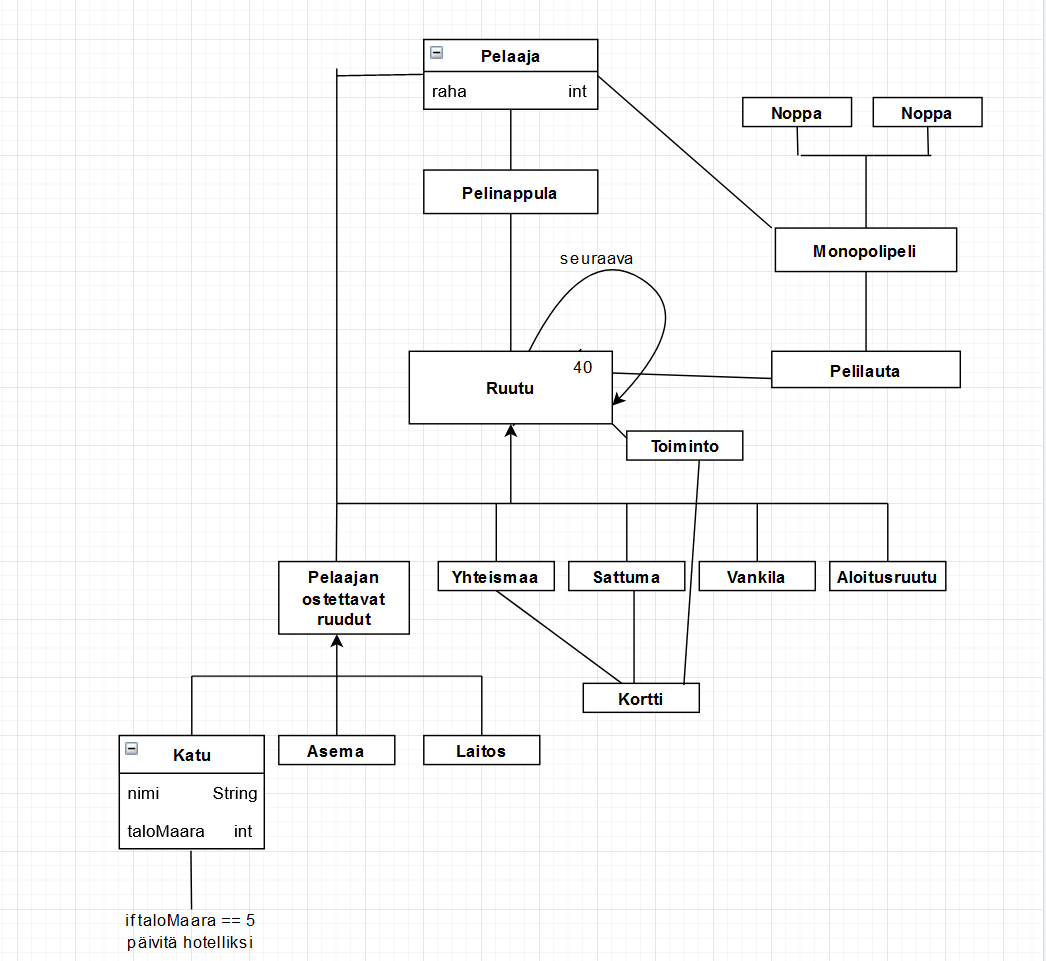 Pelaaja
raha int
Noppa Noppa
Pelinappula
Monopolipeli
seuraava
40
Ruutu
Pelilauta
Toiminto
Pelaajan
ostettavat
ruudut
Yhteismaa
Sattuma
Vankila
Aloitusruutu
Kortti
Katu
nimi String
taloMaara int
Asema
Laitos
if taloMaara == 5
päivitä hotelliksi